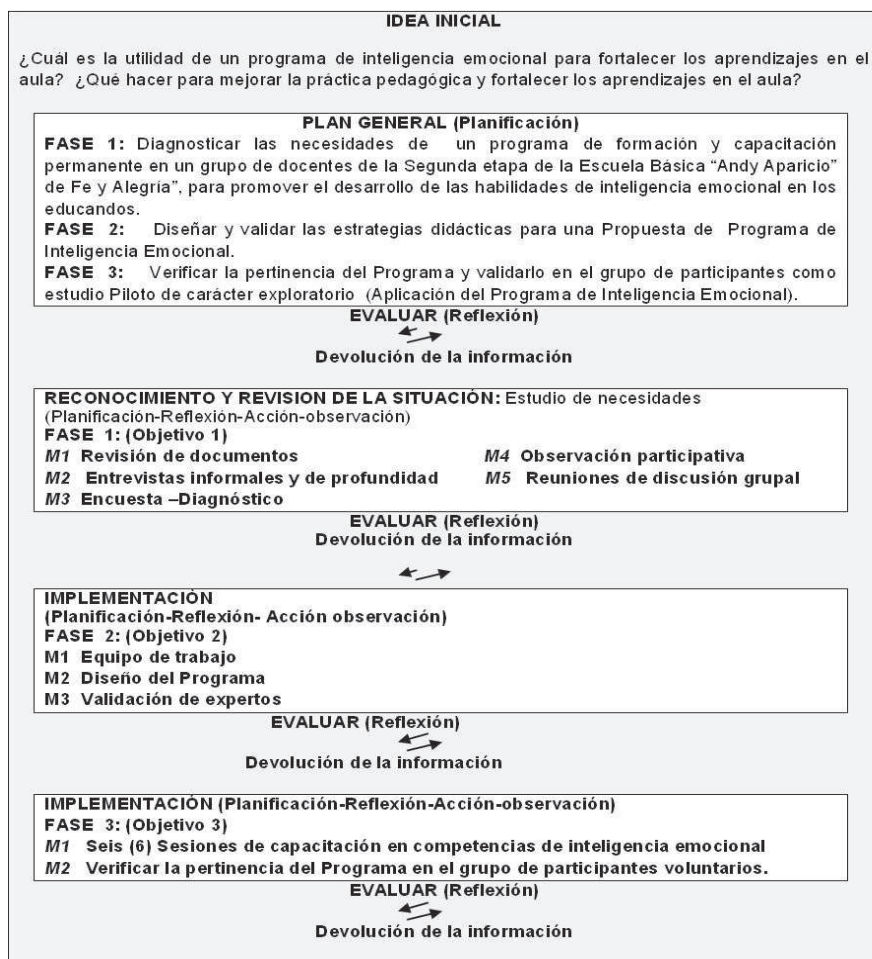 IDEA INICIAL
¿Cuál es la utilidad de un programa de inteligencia emocional para fortalecer los aprendizajes en el
aula? ¿Qué hacer para mejorar la práctica pedagógica y fortalecer los aprendizajes en el aula?
PLAN GENERAL (Planificación)
FASE 1: Diagnosticar las necesidades de un programa de formación y capacitación
permanente en un grupo de docentes de la Segunda etapa de la Escuela Básica “Andy Aparicio”
de Fe y Alegría”, para promover el desarrollo de las habilidades de inteligencia emocional en los
educandos.
FASE 2: Diseñar y validar las estrategias didácticas para una Propuesta de Programa de
Inteligencia Emocional.
FASE 3: Verificar la pertinencia del Programa y validarlo en el grupo de participantes como
estudio Piloto de carácter exploratorio (Aplicación del Programa de Inteligencia Emocional).
EVALUAR (Reflexión)
Devolución de la información
RECONOCIMIENTO Y REVISION DE LA SITUACIÓN: Estudio de necesidades
(Planificación-Reflexión-Acción-observación)
FASE 1: (Objetivo 1)
M1 Revisión de documentos
M2 Entrevistas informales y de profundidad
M3 Encuesta –Diagnóstico
M4 Observación participativa
M5 Reuniones de discusión grupal
EVALUAR (Reflexión)
Devolución de la información
IMPLEMENTACIÓN
(Planificación-Reflexión- Acción observación)
FASE 2: (Objetivo 2)
M1 Equipo de trabajo
M2 Diseño del Programa
M3 Validación de expertos
EVALUAR (Reflexión)
Devolución de la información
IMPLEMENTACIÓN (Planificación-Reflexión-Acción-observación)
FASE 3: (Objetivo 3)
M1 Seis (6) Sesiones de capacitación en competencias de inteligencia emocional
M2 Verificar la pertinencia del Programa en el grupo de participantes voluntarios.
EVALUAR (Reflexión)
Devolución de la información